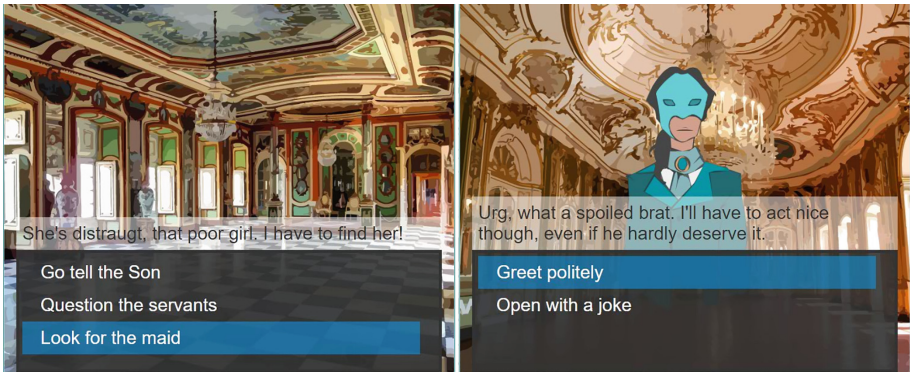 She's distraugt, that poor girl. I have to find her!
Go tell the Son
Question the servants
Look for the maid
Urg, what a spoiled brat. I'll have to act nice
though, even if he hardly deserve it.
Greet politely
Open with a joke